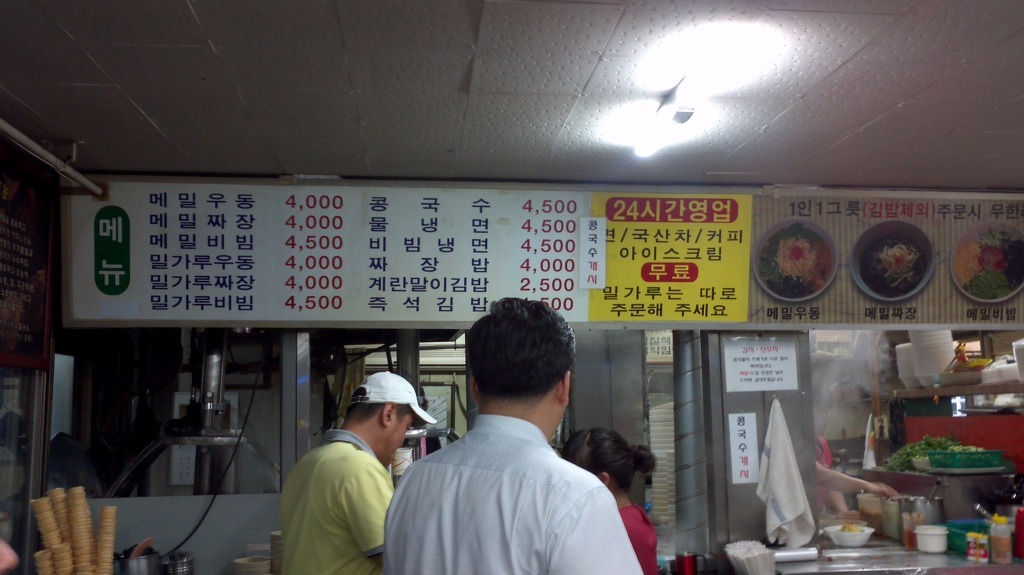 메뉴
메밀우동 4,000
메밀짜장 4,000
메밀비빔 4,500
밀가루우동 4,000
밀가루짜장 4,000
밀가루비빔 4,500
콩국수 4,500
물냉면 4,500
비빔냉면 4,500
짜장밥 4,000
계란말이김밥 2,500
즉석김밥
콩국수개시
24시간영업
면/국산차/커피
아이스크림
무료
밀가루는 따로
주문해 주세요
1인 1그릇(김밥제외)주문시 무한
메밀우동
메밀짜장
메밀비빔
김치·단무지
콩국수개시